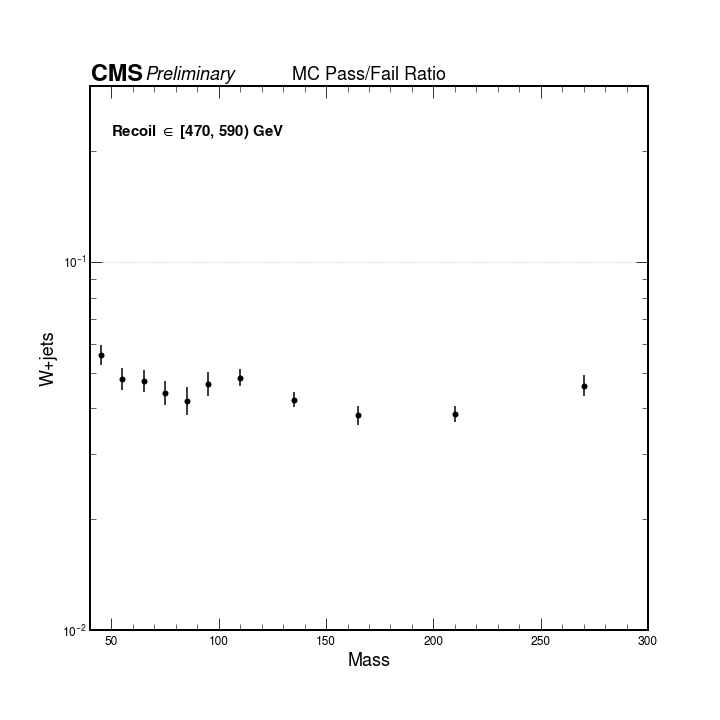 CMS Preliminary MC Pass/Fail Ratio
Recoil ∈ [470, 590) GeV
10⁻¹
W+jets
10⁻²
50 100 150 200 250 300
Mass